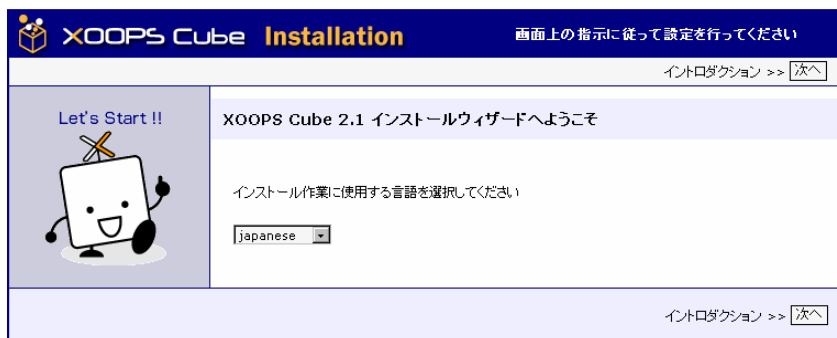 XOOPS Cube Installation 画面上の指示に従って設定を行ってください
イントロダクション >> 次へ
Let's Start !!
XOOPS Cube 2.1 インストールウィザードへようこそ
インストール作業に使用する言語を選択してください
japanese
イントロダクション >> 次へ